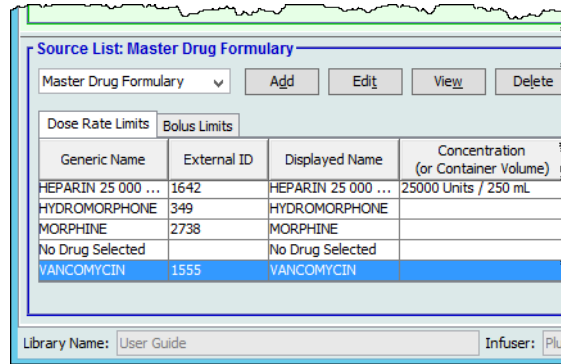 Source List: Master Drug Formulary
Master Drug Formulary Add Edit View Delete
Dose Rate Limits Bolus Limits
Generic Name External ID Displayed Name Concentration
(or Container Volume)
HEPARIN 25 000 ... 1642 HEPARIN 25 000 ... 25000 Units / 250 mL
HYDROMORPHONE 349 HYDROMORPHONE
MORPHINE 2738 MORPHINE
No Drug Selected No Drug Selected
VANCOMYCIN 1555 VANCOMYCIN
Library Name: User Guide Infuser: